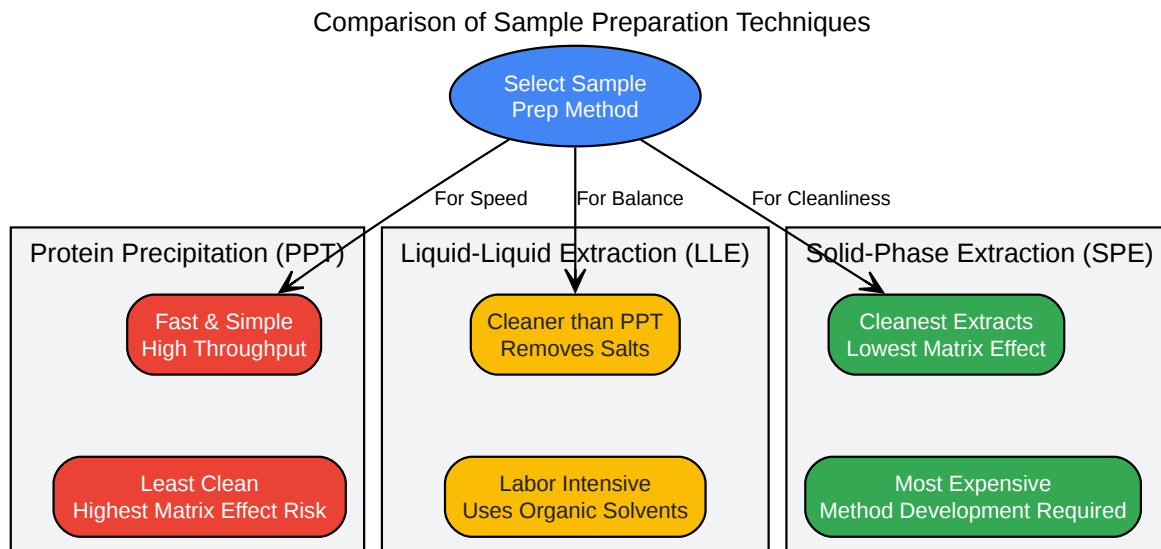 Comparison of Sample Preparation Techniques
Select Sample
Prep Method
For Speed
For Balance
For Cleanliness
Protein Precipitation (PPT)
Liquid-Liquid Extraction (LLE)
Solid-Phase Extraction (SPE)
Fast & Simple
High Throughput
Cleaner than PPT
Removes Salts
Cleanest Extracts
Lowest Matrix Effect
Least Clean
Highest Matrix Effect Risk
Labor Intensive
Uses Organic Solvents
Most Expensive
Method Development Required